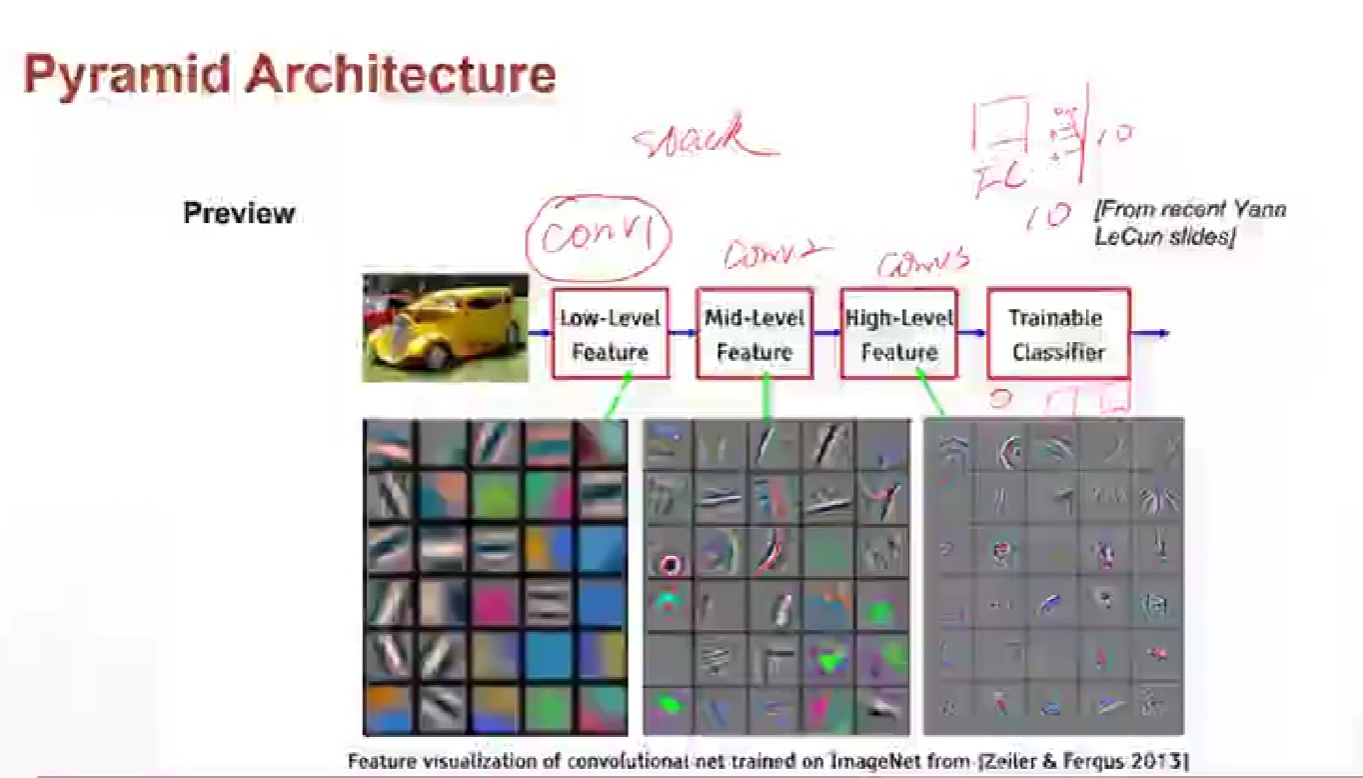 Pyramid Architecture
stack
10
FC
10
Preview
[From recent Yann
LeCun slides]
conv1
conv2
conv3
Low-Level
Feature
Mid-Level
Feature
High-Level
Feature
Trainable
Classifier
Feature visualization of convolutional net trained on ImageNet from [Zeiler & Fergus 2013]